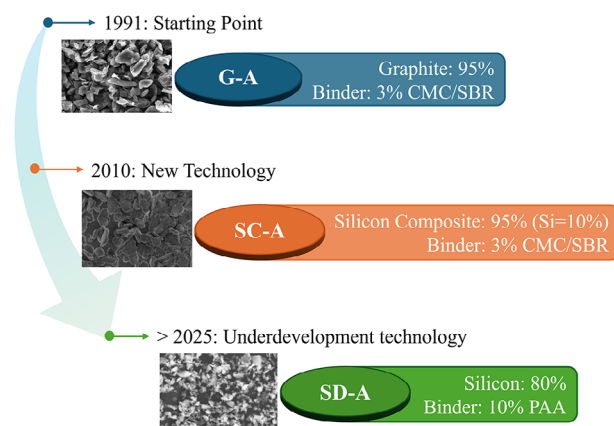 1991: Starting Point
G-A
Graphite: 95%
Binder: 3% CMC/SBR
2010: New Technology
SC-A
Silicon Composite: 95% (Si=10%)
Binder: 3% CMC/SBR
> 2025: Underdevelopment technology
SD-A
Silicon: 80%
Binder: 10% PAA